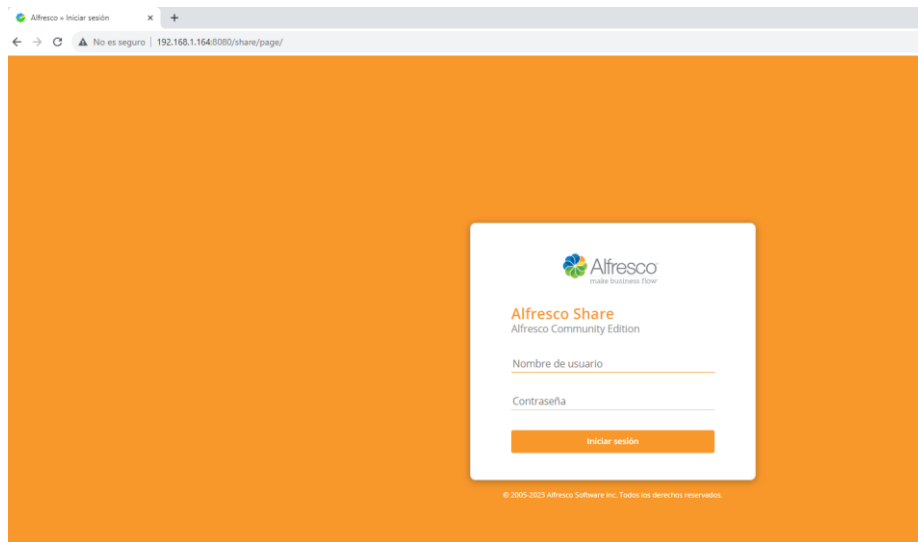 Alfresco » Iniciar sesión
No es seguro | 192.168.1.164:8080/share/page/
Alfresco
make business flow
Alfresco Share
Alfresco Community Edition
Nombre de usuario
Contraseña
Iniciar sesión
© 2005-2023 Alfresco Software Inc. Todos los derechos reservados.